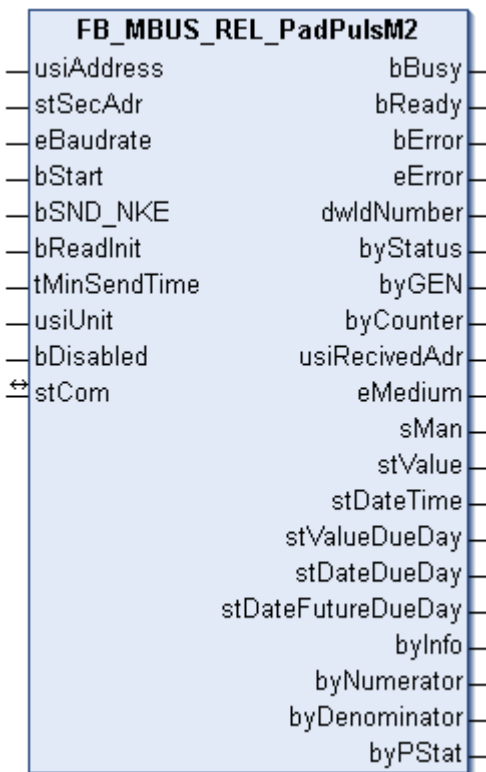 FB_MBUS_REL_PadPulsM2
usiAddress bBusy
stSecAdr bReady
eBaudrate bError
bStart eError
bSND_NKE dwIdNumber
bReadInit byStatus
tMinSendTime byGEN
usiUnit byCounter
bDisabled usiRecivedAdr
stCom eMedium
sMan
stValue
stDateTime
stValueDueDay
stDateDueDay
stDateFutureDueDay
byInfo
byNumerator
byDenominator
byPStat